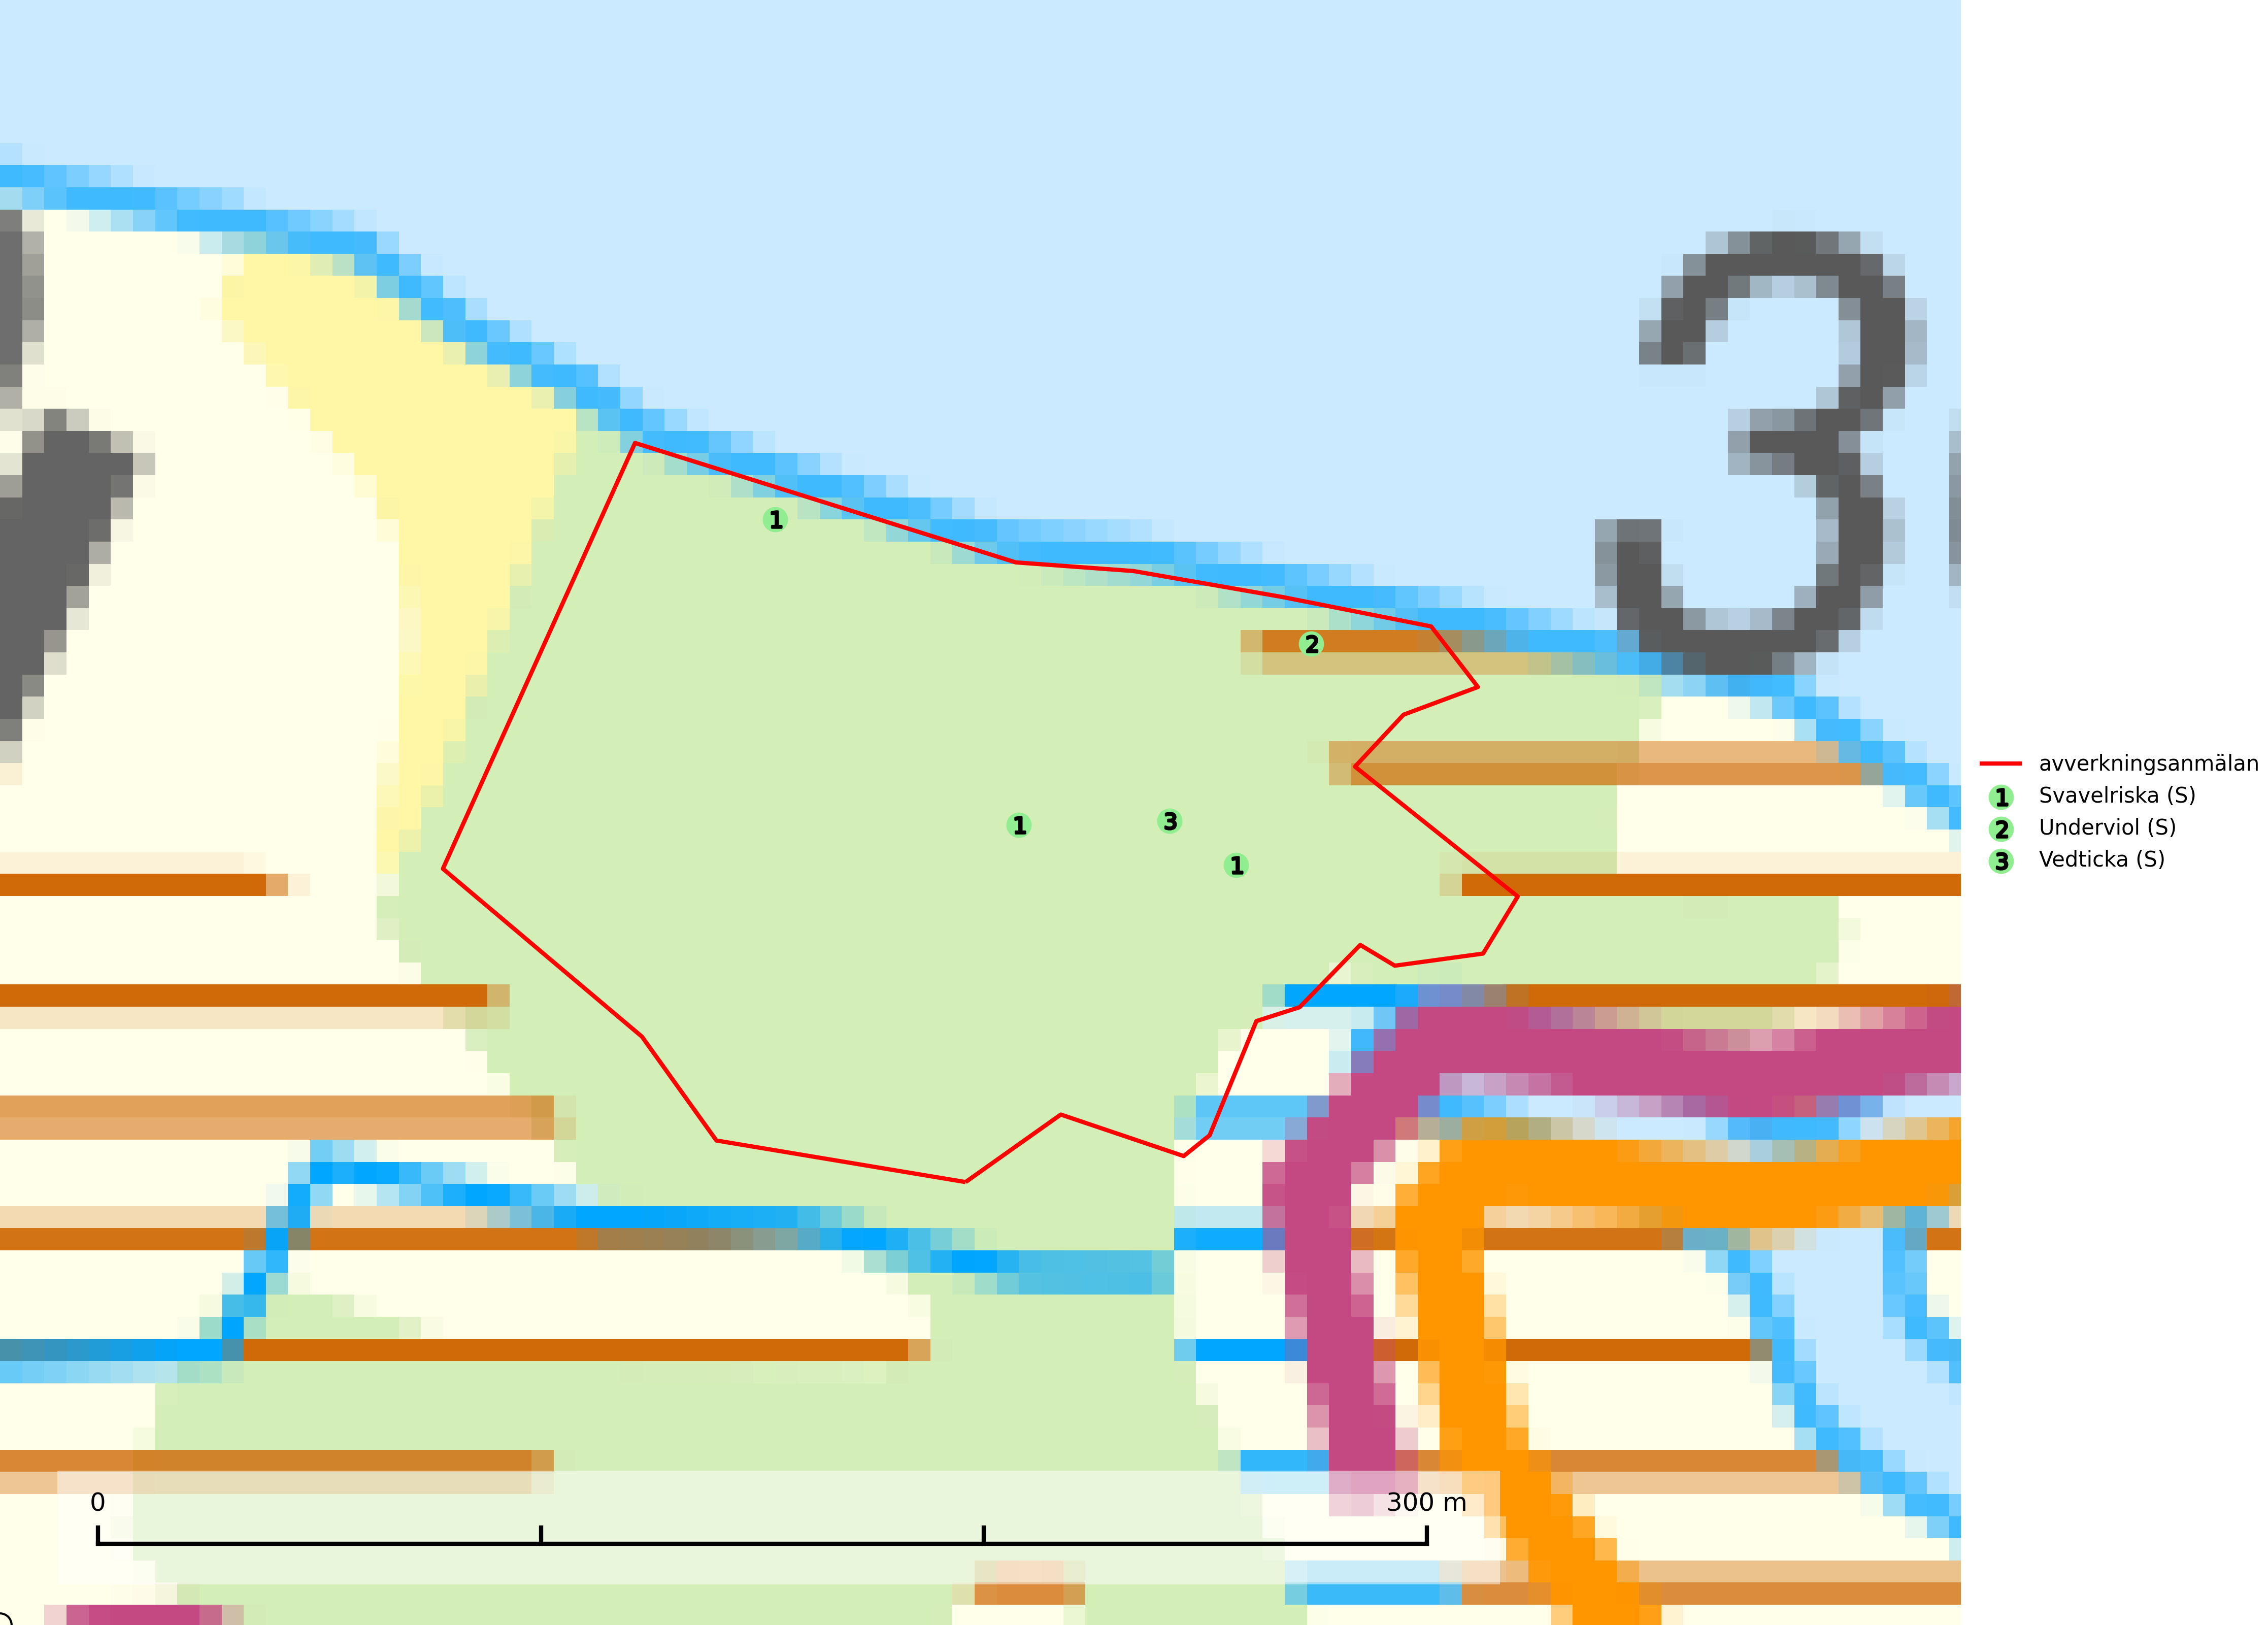 3
1
2
1
3
1
avverkningsanmälan
1 Svavelriska (S)
2 Underviol (S)
3 Vedticka (S)
0 300 m